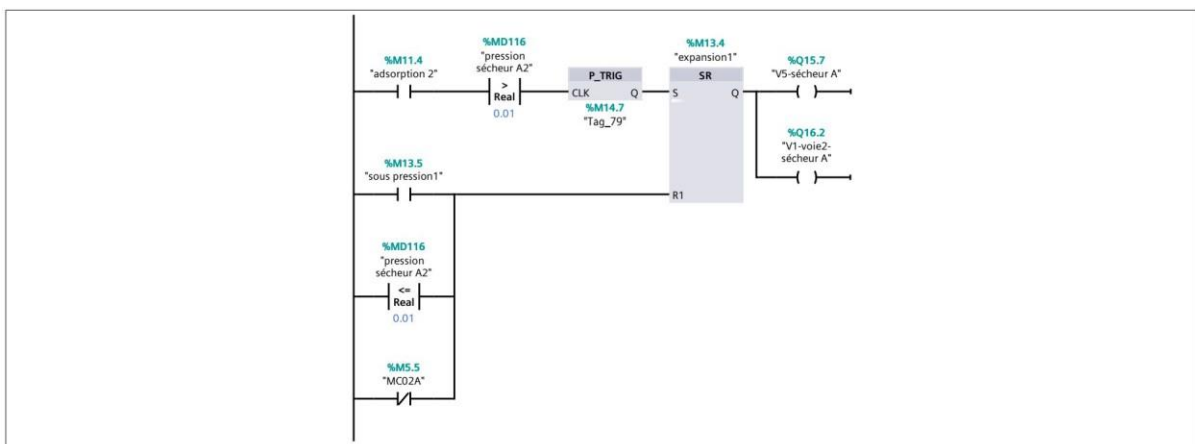 %M11.4
"adsorption 2"
%MD116
"pression
sécheur A2"
>
Real
0.01
P_TRIG
CLK Q
%M14.7
"Tag_79"
%M13.4
"expansion1"
SR
S Q
R1
%Q15.7
"V5-sécheur A"
%Q16.2
"V1-voie2-
sécheur A"
%M13.5
"sous pression1"
%MD116
"pression
sécheur A2"
<=
Real
0.01
%M5.5
"MC02A"